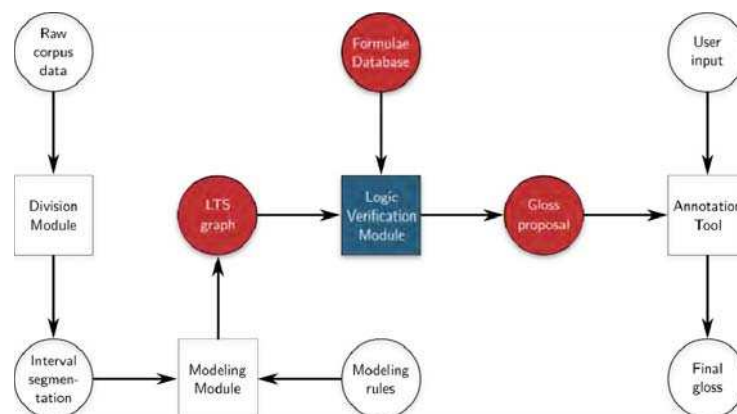 Raw
corpus
data
Formulae
Database
User
input
Division
Module
LTS
graph
Logic
Verification
Module
Gloss
proposal
Annotation
Tool
Interval
segmen-
tation
Modeling
Module
Modeling
rules
Final
gloss